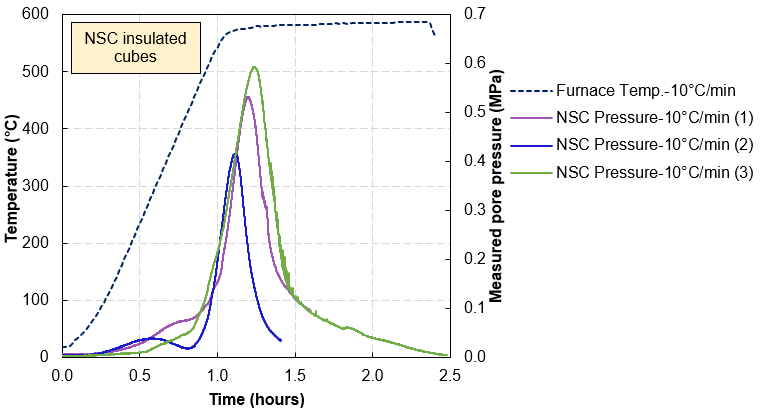 NSC insulated
cubes
600
500
400
300
200
100
0
Temperature (°C)
0.7
0.6
0.5
0.4
0.3
0.2
0.1
0.0
Measured pore pressure (MPa)
0.0
0.5
1.0
1.5
2.0
2.5
Time (hours)
Furnace Temp.-10°C/min
NSC Pressure-10°C/min (1)
NSC Pressure-10°C/min (2)
NSC Pressure-10°C/min (3)